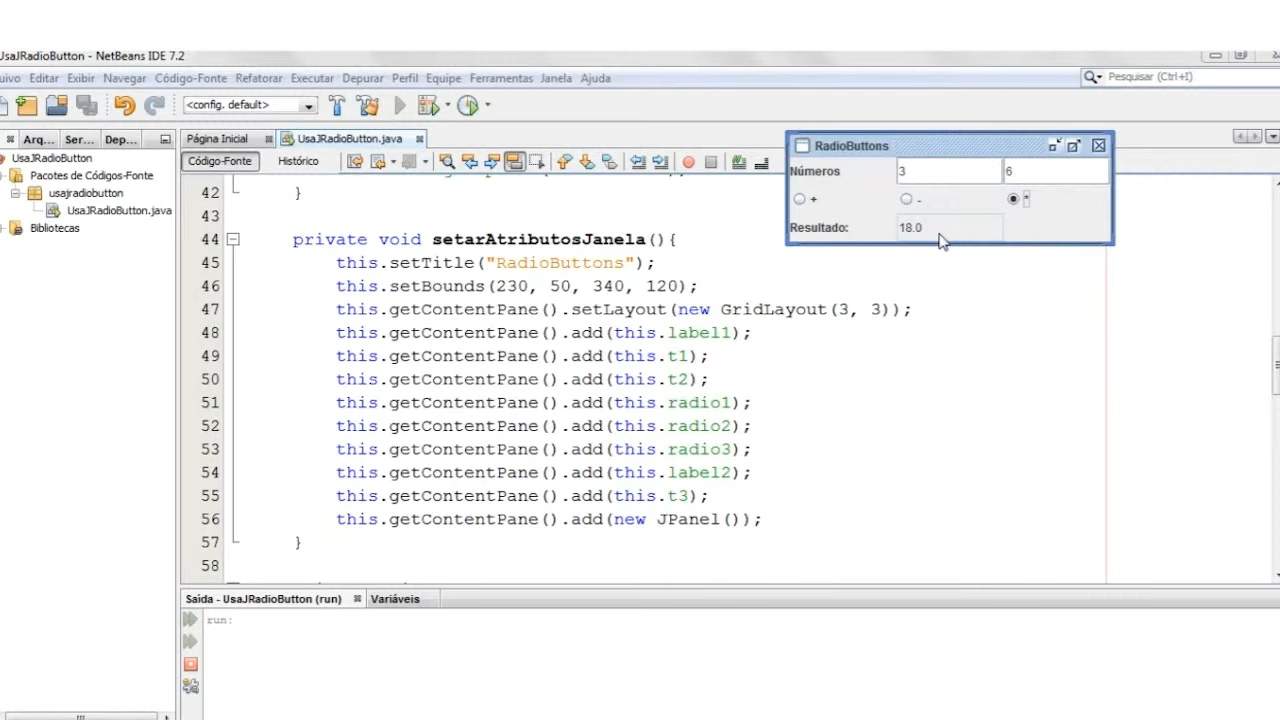 UsaJRadioButton - NetBeans IDE 7.2
uivo Editar Exibir Navegar Código-Fonte Refatorar Executar Depurar Perfil Equipe Ferramentas Janela Ajuda
Pesquisar (Ctrl+I)
<config. default>
Arq... Ser... Dep...
Página Inicial UsaJRadioButton.java
Código-Fonte Histórico
UsaJRadioButton
Pacotes de Códigos-Fonte
usajradiobutton
UsaJRadioButton.java
Bibliotecas
42 }
43
44 private void setarAtributosJanela(){
45 this.setTitle("RadioButtons");
46 this.setBounds(230, 50, 340, 120);
47 this.getContentPane().setLayout(new GridLayout(3, 3));
48 this.getContentPane().add(this.label1);
49 this.getContentPane().add(this.t1);
50 this.getContentPane().add(this.t2);
51 this.getContentPane().add(this.radio1);
52 this.getContentPane().add(this.radio2);
53 this.getContentPane().add(this.radio3);
54 this.getContentPane().add(this.label2);
55 this.getContentPane().add(this.t3);
56 this.getContentPane().add(new JPanel());
57 }
58
RadioButtons
Números 3 6
+ - *
Resultado: 18.0
Saída - UsaJRadioButton (run) Variáveis
run: